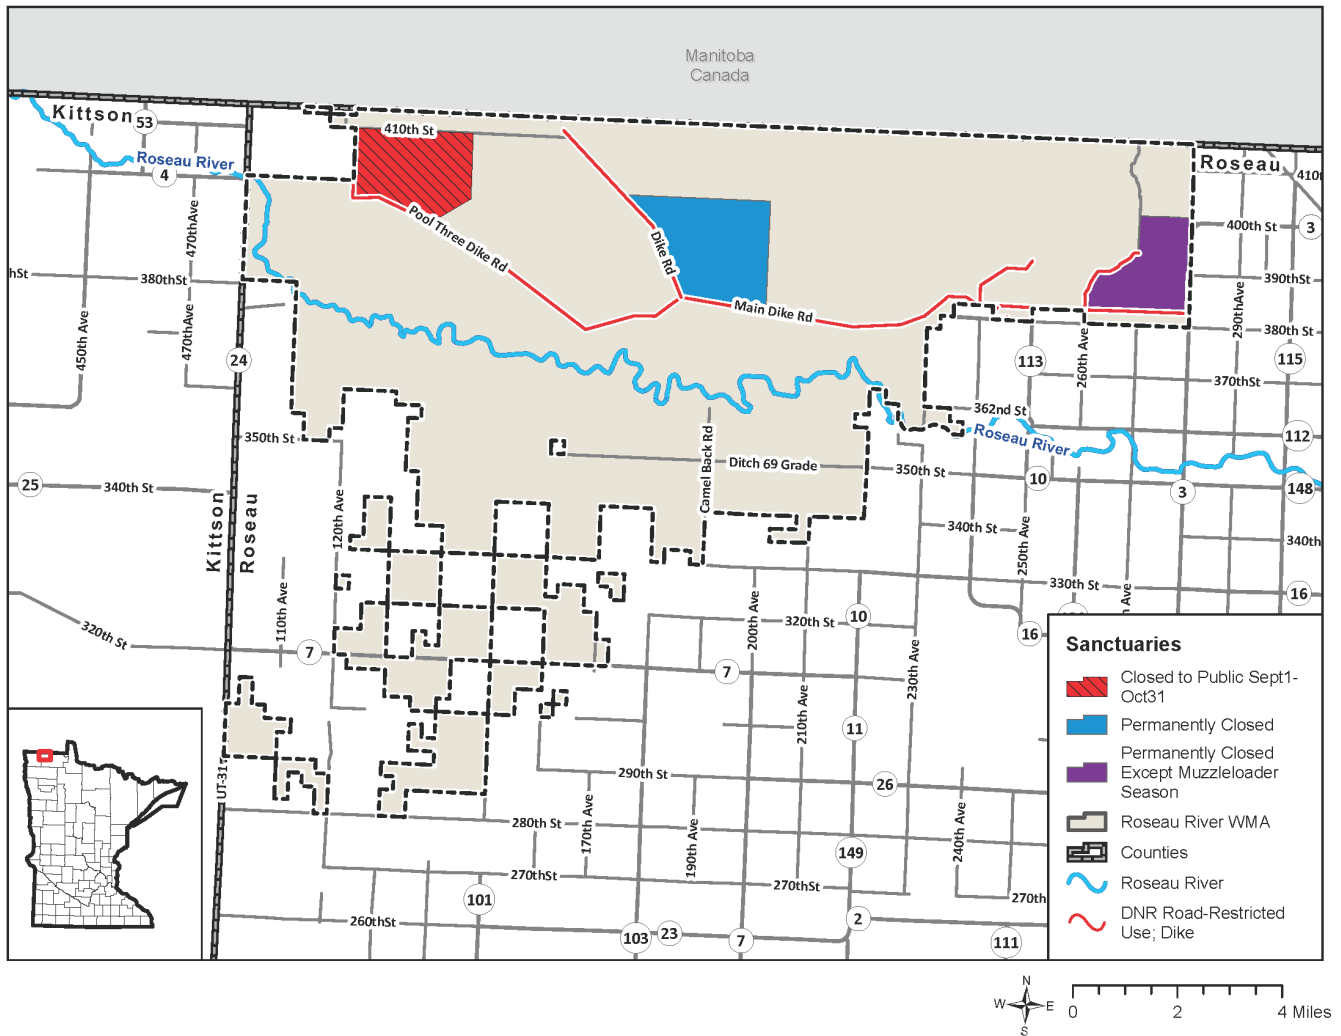 Manitoba
Canada
Kittson
53
410th St
Roseau
410t
Roseau River
4
470thAve
400th St
3
Pool Three Dike Rd
Dike Rd
hSt
380thSt
390thSt
Main Dike Rd
290thAve
450th Ave
470thAve
380th St
24
113
260th Ave
115
370thSt
362nd St
Roseau River
112
350th St
Camel Back Rd
Ditch 69 Grade
350th St
10
25
340th St
3
148
Kittson
Roseau
120th Ave
340th St
250th Ave
340th
110th Ave
330th St
16
200th Ave
320th St
10
16
Ave
320th St
7
7
230th Ave
210th Ave
11
UT-31
290th St
26
170th Ave
190th Ave
240th Ave
280th St
149
270thSt
270thSt
270th
101
260thSt
103
23
7
2
111
Sanctuaries
Closed to Public Sept1-
Oct31
Permanently Closed
Permanently Closed
Except Muzzleloader
Season
Roseau River WMA
Counties
Roseau River
DNR Road-Restricted
Use; Dike
N
W
E
S
0
2
4 Miles